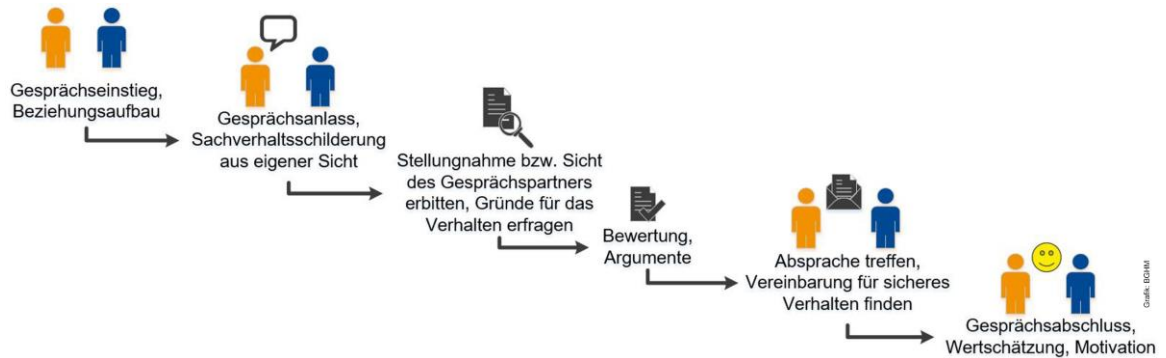 Gesprächseinstieg,
Beziehungsaufbau
Gesprächsanlass,
Sachverhaltsschilderung
aus eigener Sicht
Stellungnahme bzw. Sicht
des Gesprächspartners
erbitten, Gründe für das
Verhalten erfragen
Bewertung,
Argumente
Absprache treffen,
Vereinbarung für sicheres
Verhalten finden
Gesprächsabschluss,
Wertschätzung, Motivation
Grafik: BGHM